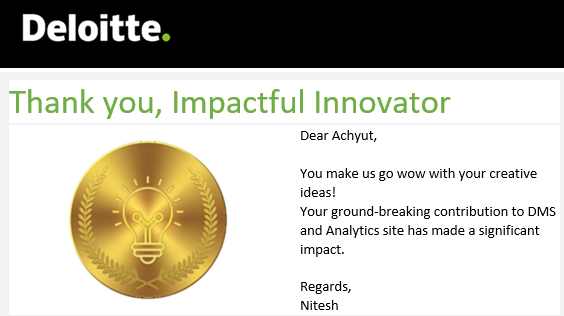 Deloitte.
Thank you, Impactful Innovator
Dear Achyut,
You make us go wow with your creative
ideas!
Your ground-breaking contribution to DMS
and Analytics site has made a significant
impact.
Regards,
Nitesh